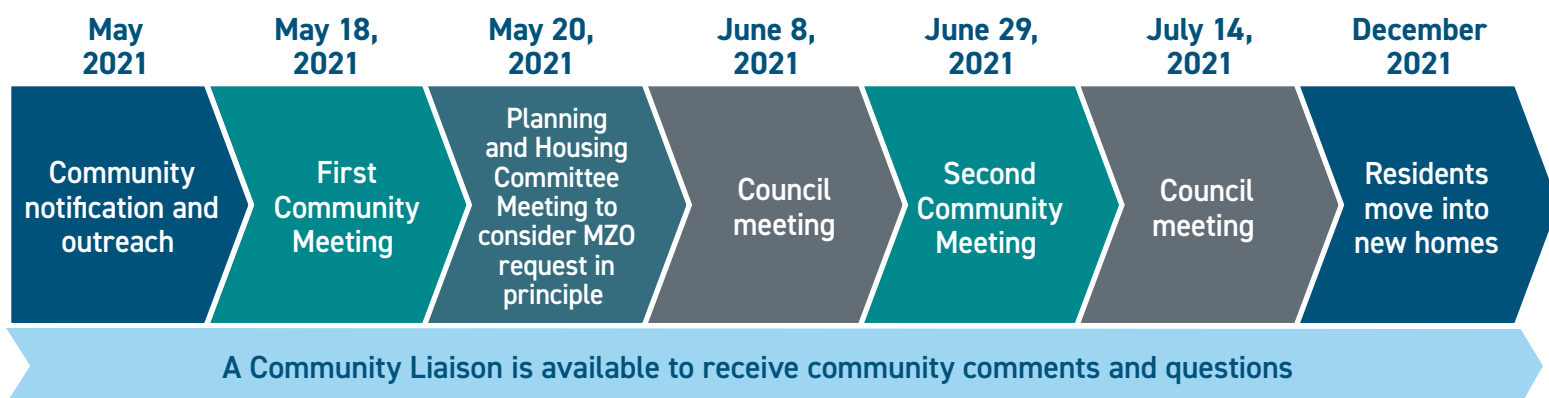 May
2021
May 18,
2021
May 20,
2021
June 8,
2021
June 29,
2021
July 14,
2021
December
2021
Community
notification and
outreach
First
Community
Meeting
Planning
and Housing
Committee
Meeting to
consider MZO
request in
principle
Council
meeting
Second
Community
Meeting
Council
meeting
Residents
move into
new homes
A Community Liaison is available to receive community comments and questions